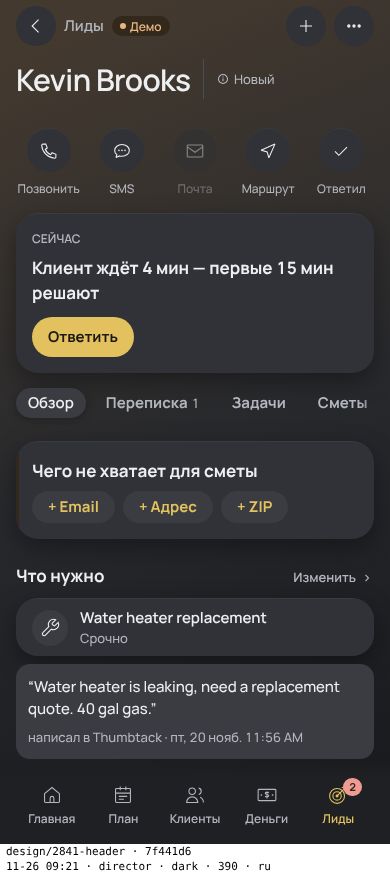 Лиды
Демо
Kevin Brooks
Новый
Позвонить
SMS
Почта
Маршрут
Ответил
СЕЙЧАС
Клиент ждёт 4 мин — первые 15 мин
решают
Ответить
Обзор
Переписка 1
Задачи
Сметы
Чего не хватает для сметы
+ Email
+ Адрес
+ ZIP
Что нужно
Изменить
Water heater replacement
Срочно
“Water heater is leaking, need a replacement
quote. 40 gal gas.”
написал в Thumbtack · пт, 20 нояб. 11:56 AM
2
Главная
План
Клиенты
Деньги
Лиды
design/2841-header · 7f441d6
11-26 09:21 · director · dark · 390 · ru